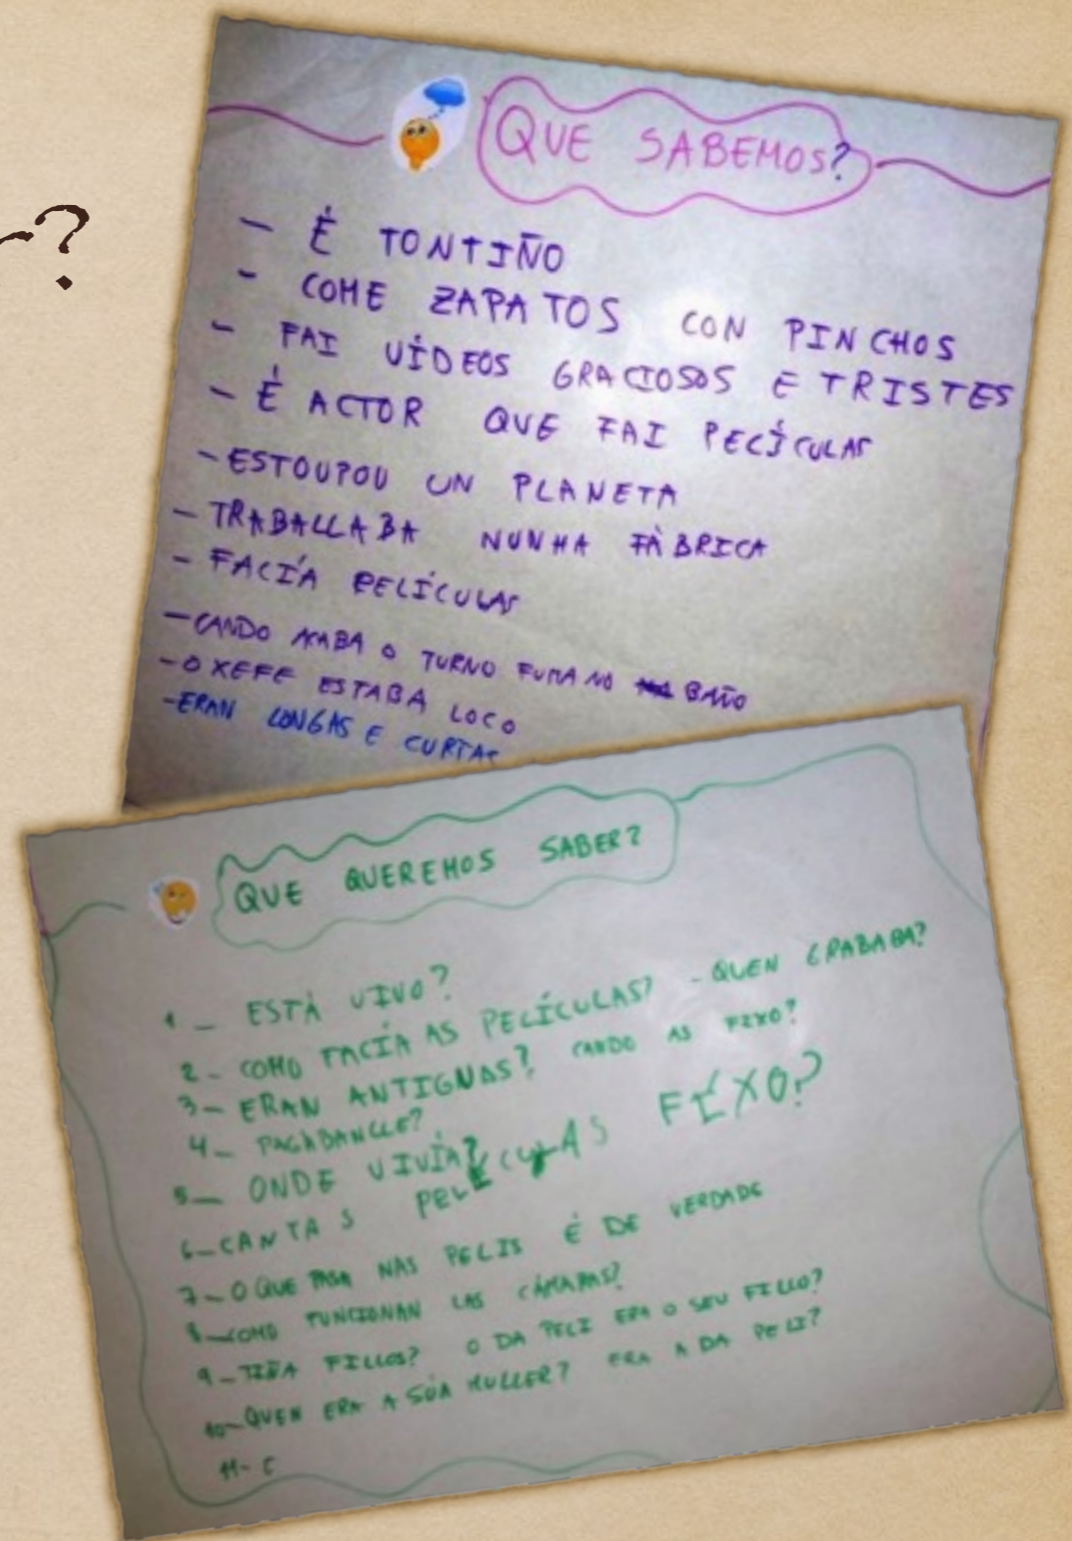 ?
QUE SABEMOS?
- É TONTIÑO
- COME ZAPATOS CON PINCHOS
- FAI VÍDEOS GRACIOSOS E TRISTES
- É ACTOR QUE FAI PELÍCULAS
- ESTOUPOU UN PLANETA
- TRABALLABA NUNHA FÁBRICA
- FACÍA PELÍCULAS
- CANDO ACABA O TURNO FUMA NO BAÑO
- O XEFE ESTABA LOCO
- ERAN LONGAS E CURTAS
QUE QUEREMOS SABER?
1- ESTÁ VIVO?
2- COMO FACÍA AS PELÍCULAS? - QUEN GRABABA?
3- ERAN ANTIGUAS? CANDO AS FIXO?
4- PAGÁBANLLE?
5- ONDE VIVÍA?
6- CANTAS PELÍCULAS FÉXO?
7- O QUE PASA NAS PELIS É DE VERDADE
8- COMO FUNCIONAN LAS CÁMARAS?
9- TIÑA FILLOS? O DA PELI ERA O SEU FILLO?
10- QUEN ERA A SÚA MULLER? ERA A DA PELI?
11- C